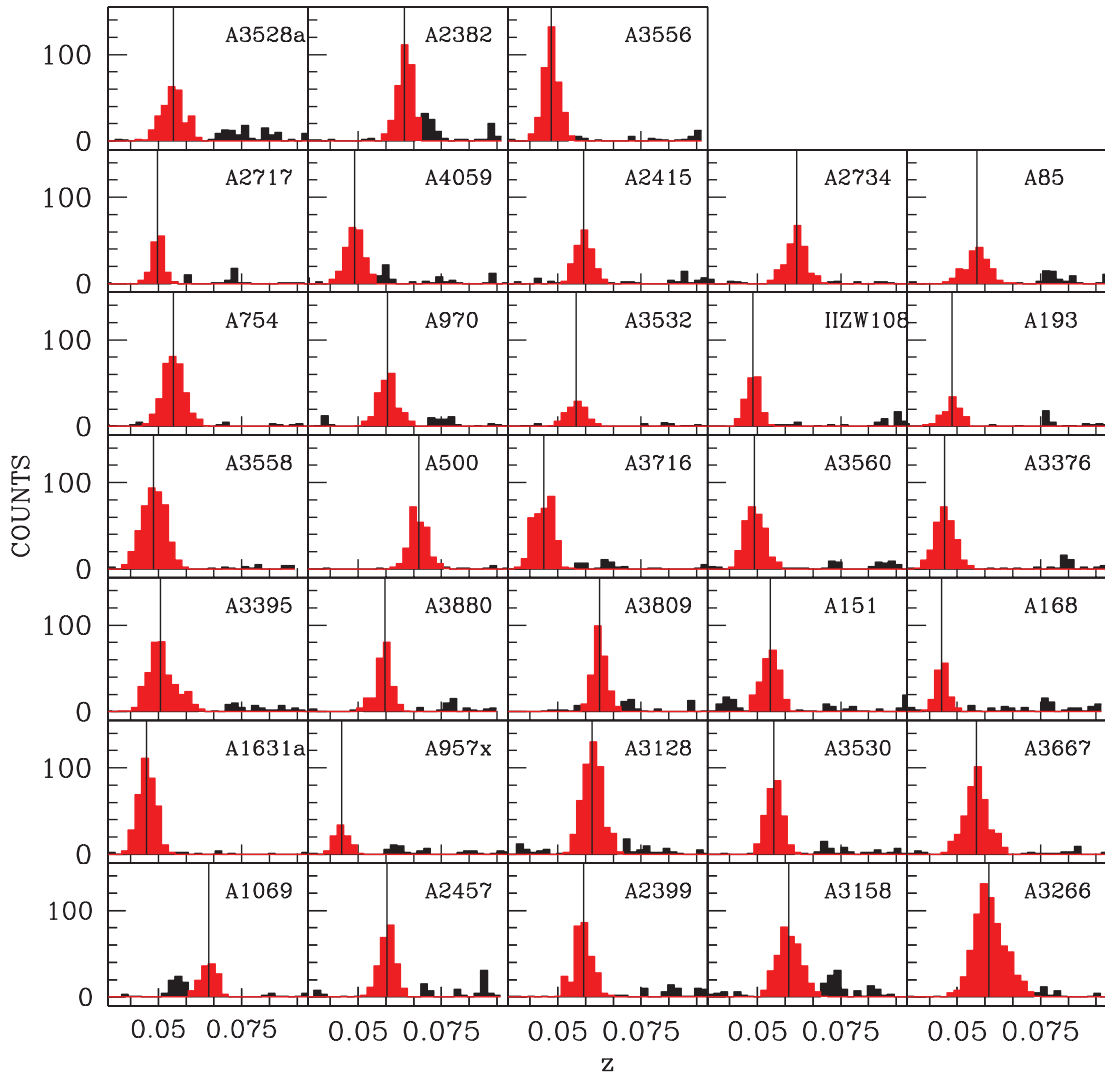 A3528a A2382 A3556
100
0
A2717 A4059 A2415 A2734 A85
100
0
A754 A970 A3532 IIZW108 A193
100
0
A3558 A500 A3716 A3560 A3376
100
0
COUNTS
A3395 A3880 A3809 A151 A168
100
0
A1631a A957x A3128 A3530 A3667
100
0
A1069 A2457 A2399 A3158 A3266
100
0
0.05 0.075 0.05 0.075 0.05 0.075 0.05 0.075 0.05 0.075
z